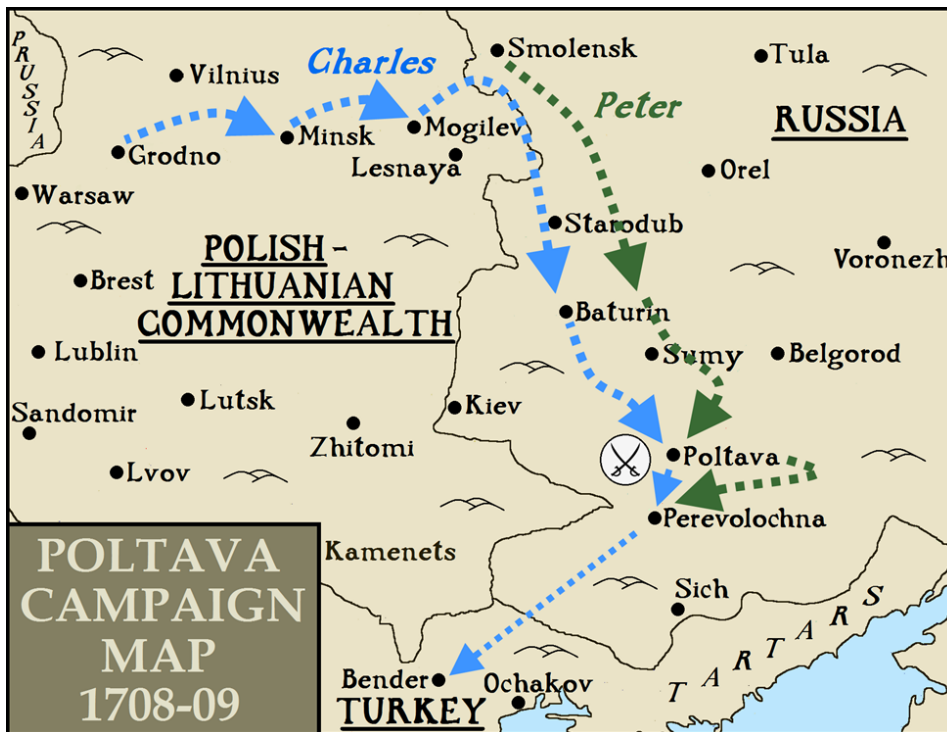 PRUSSIA
Smolensk
Tula
Vilnius
Charles
Peter
RUSSIA
Minsk
Mogilev
Grodno
Lesnaya
Orel
Warsaw
Starodub
Voronezh
POLISH-
LITHUANIAN
COMMONWEALTH
Brest
Baturin
Lublin
Sumy
Belgorod
Lutsk
Kiev
Sandomir
Zhitomi
Lvov
Poltava
Perevolochna
Kamenets
Sich
TARTARS
Bender
Ochakov
TURKEY
POLTAVA
CAMPAIGN
MAP
1708-09